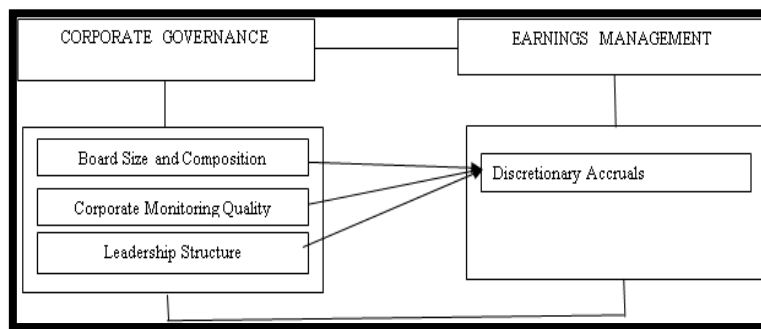 CORPORATE GOVERNANCE
EARNINGS MANAGEMENT
Board Size and Composition
Corporate Monitoring Quality
Leadership Structure
Discretionary Accruals